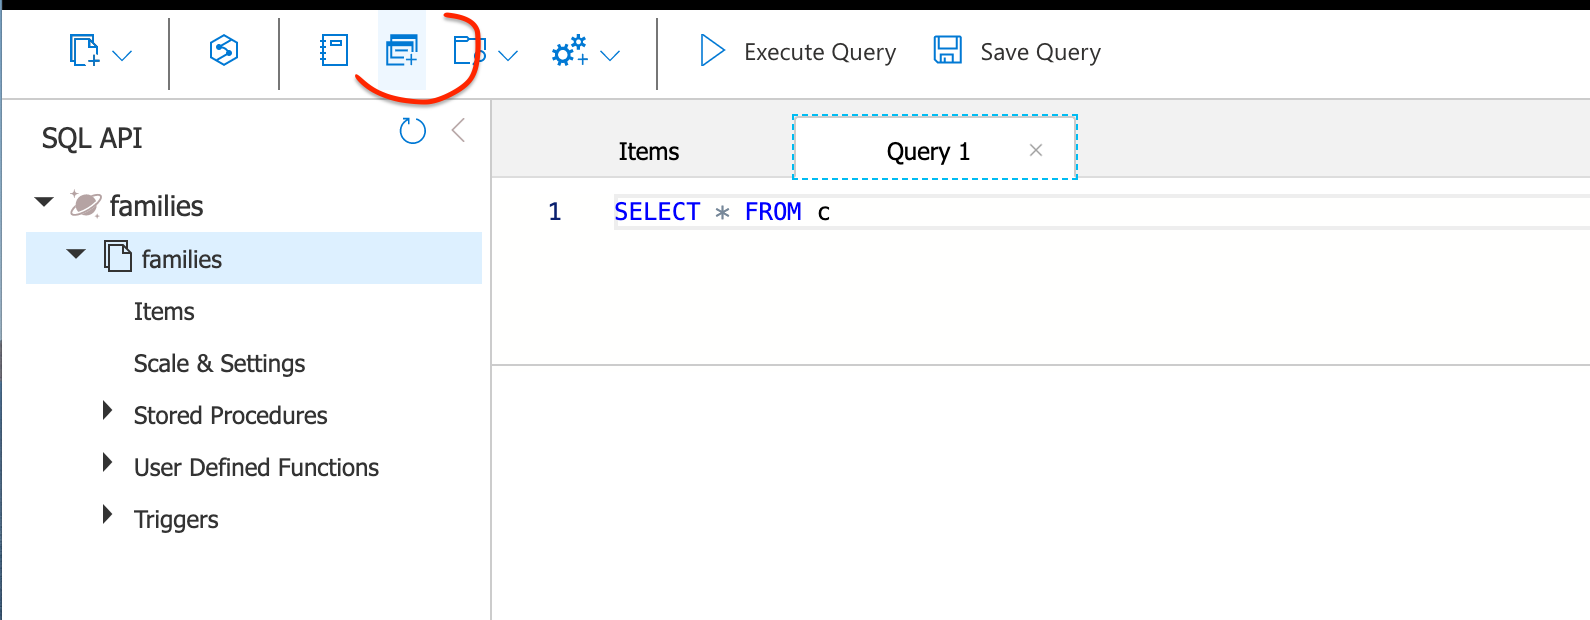 Execute Query
Save Query
SQL API
Items
Query 1
families
1 SELECT * FROM c
families
Items
Scale & Settings
Stored Procedures
User Defined Functions
Triggers